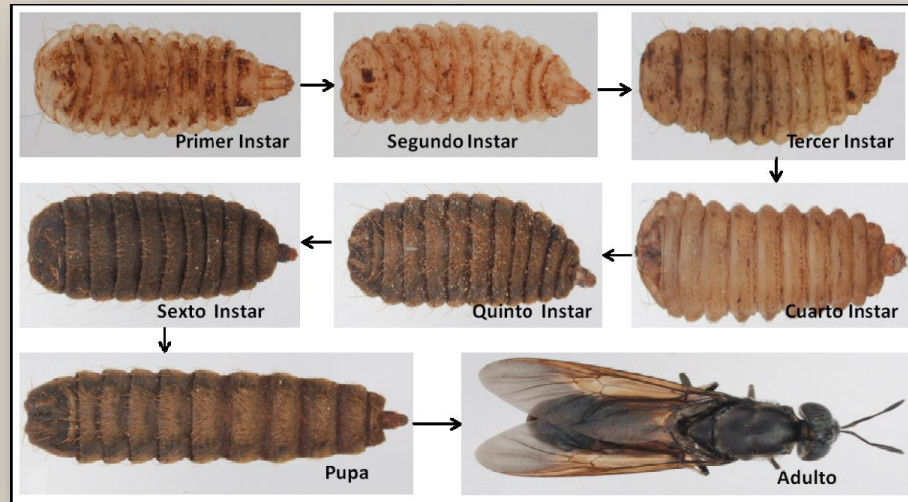 Primer Instar
Segundo Instar
Tercer Instar
Cuarto Instar
Quinto Instar
Sexto Instar
Pupa
Adulto